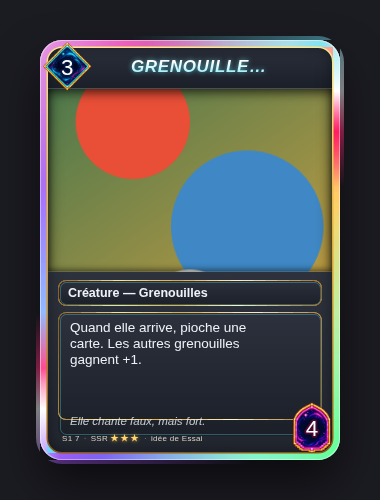 3
GRENOUILLE…
Créature — Grenouilles
Quand elle arrive, pioche une
carte. Les autres grenouilles
gagnent +1.
Elle chante faux, mais fort.
S1 7 · SSR ★★★ · Idée de Essai
4